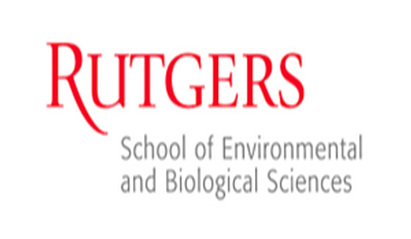 RUTGERS
School of Environmental
and Biological Sciences